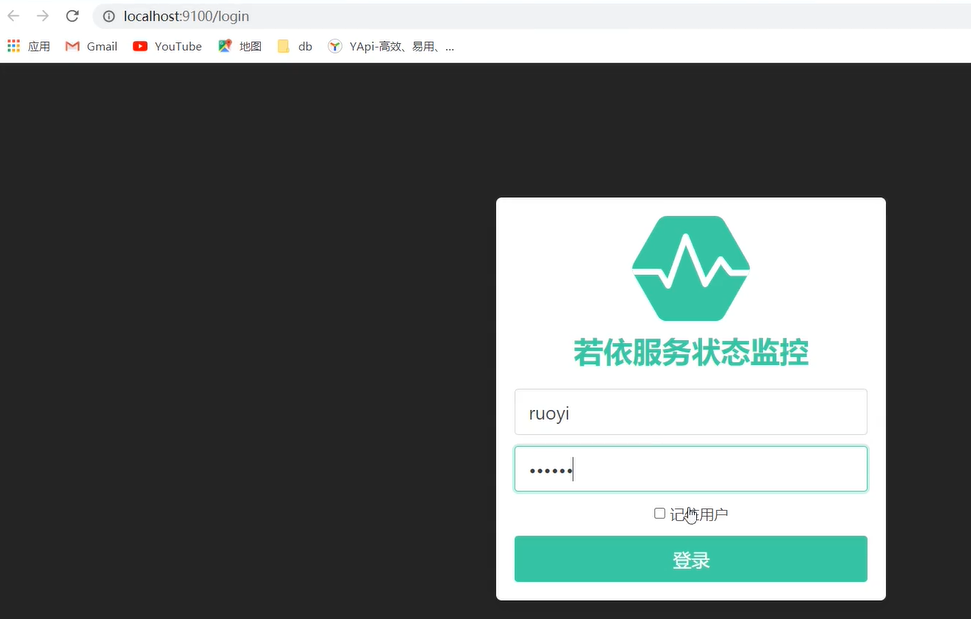 localhost:9100/login
应用 Gmail YouTube 地图 db YApi-高效、易用、...
若依服务状态监控
ruoyi
••••••
记住用户
登录